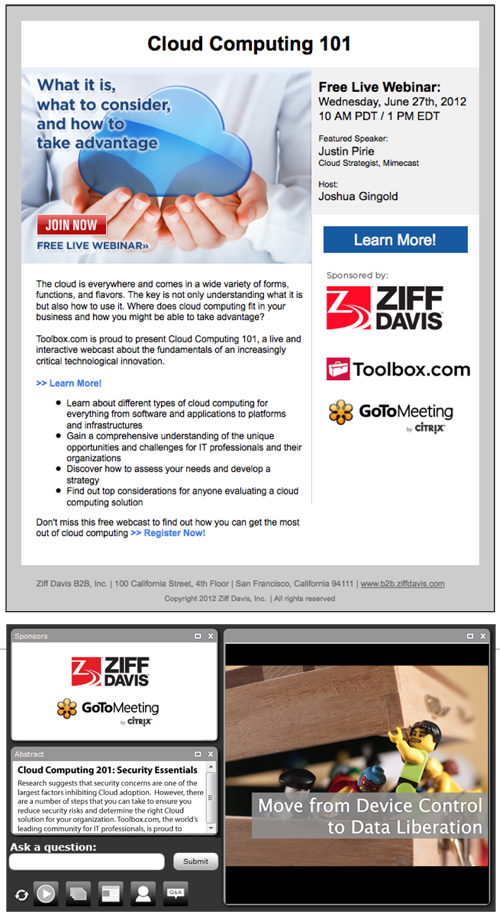 Cloud Computing 101
What it is,
what to consider,
and how to
take advantage
JOIN NOW
FREE LIVE WEBINAR»
Free Live Webinar:
Wednesday, June 27th, 2012
10 AM PDT / 1 PM EDT
Featured Speaker:
Justin Pirie
Cloud Strategist, Mimecast
Host:
Joshua Gingold
Learn More!
Sponsored by:
ZIFF
DAVIS
Toolbox.com
GoToMeeting
by CITRIX
The cloud is everywhere and comes in a wide variety of forms,
functions, and flavors. The key is not only understanding what it is
but also how to use it. Where does cloud computing fit in your
business and how you might be able to take advantage?
Toolbox.com is proud to present Cloud Computing 101, a live and
interactive webcast about the fundamentals of an increasingly
critical technological innovation.
>> Learn More!
• Learn about different types of cloud computing for
everything from software and applications to platforms
and infrastructures
• Gain a comprehensive understanding of the unique
opportunities and challenges for IT professionals and their
organizations
• Discover how to assess your needs and develop a
strategy
• Find out top considerations for anyone evaluating a cloud
computing solution
Don't miss this free webcast to find out how you can get the most
out of cloud computing >> Register Now!
Ziff Davis B2B, Inc. | 100 California Street, 4th Floor | San Francisco, California 94111 | www.b2b.ziffdavis.com
Copyright 2012 Ziff Davis, Inc. | All rights reserved
Sponsors
ZIFF
DAVIS
GoToMeeting
by CITRIX
Abstract
Cloud Computing 201: Security Essentials
Research suggests that security concerns are one of the
largest factors inhibiting Cloud adoption. However, there
are a number of steps that you can take to ensure you
reduce security risks and determine the right Cloud
solution for your organization. Toolbox.com, the world's
leading community for IT professionals, is proud to
Ask a question:
Submit
Q&A
Move from Device Control
to Data Liberation